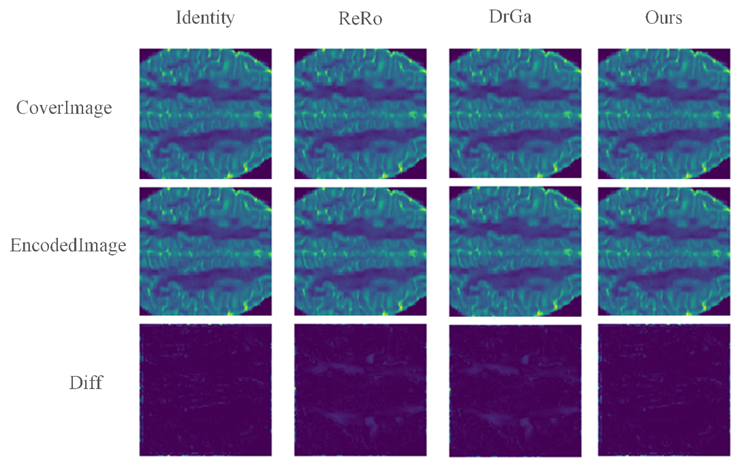 Identity ReRo DrGa Ours
CoverImage
EncodedImage
Diff